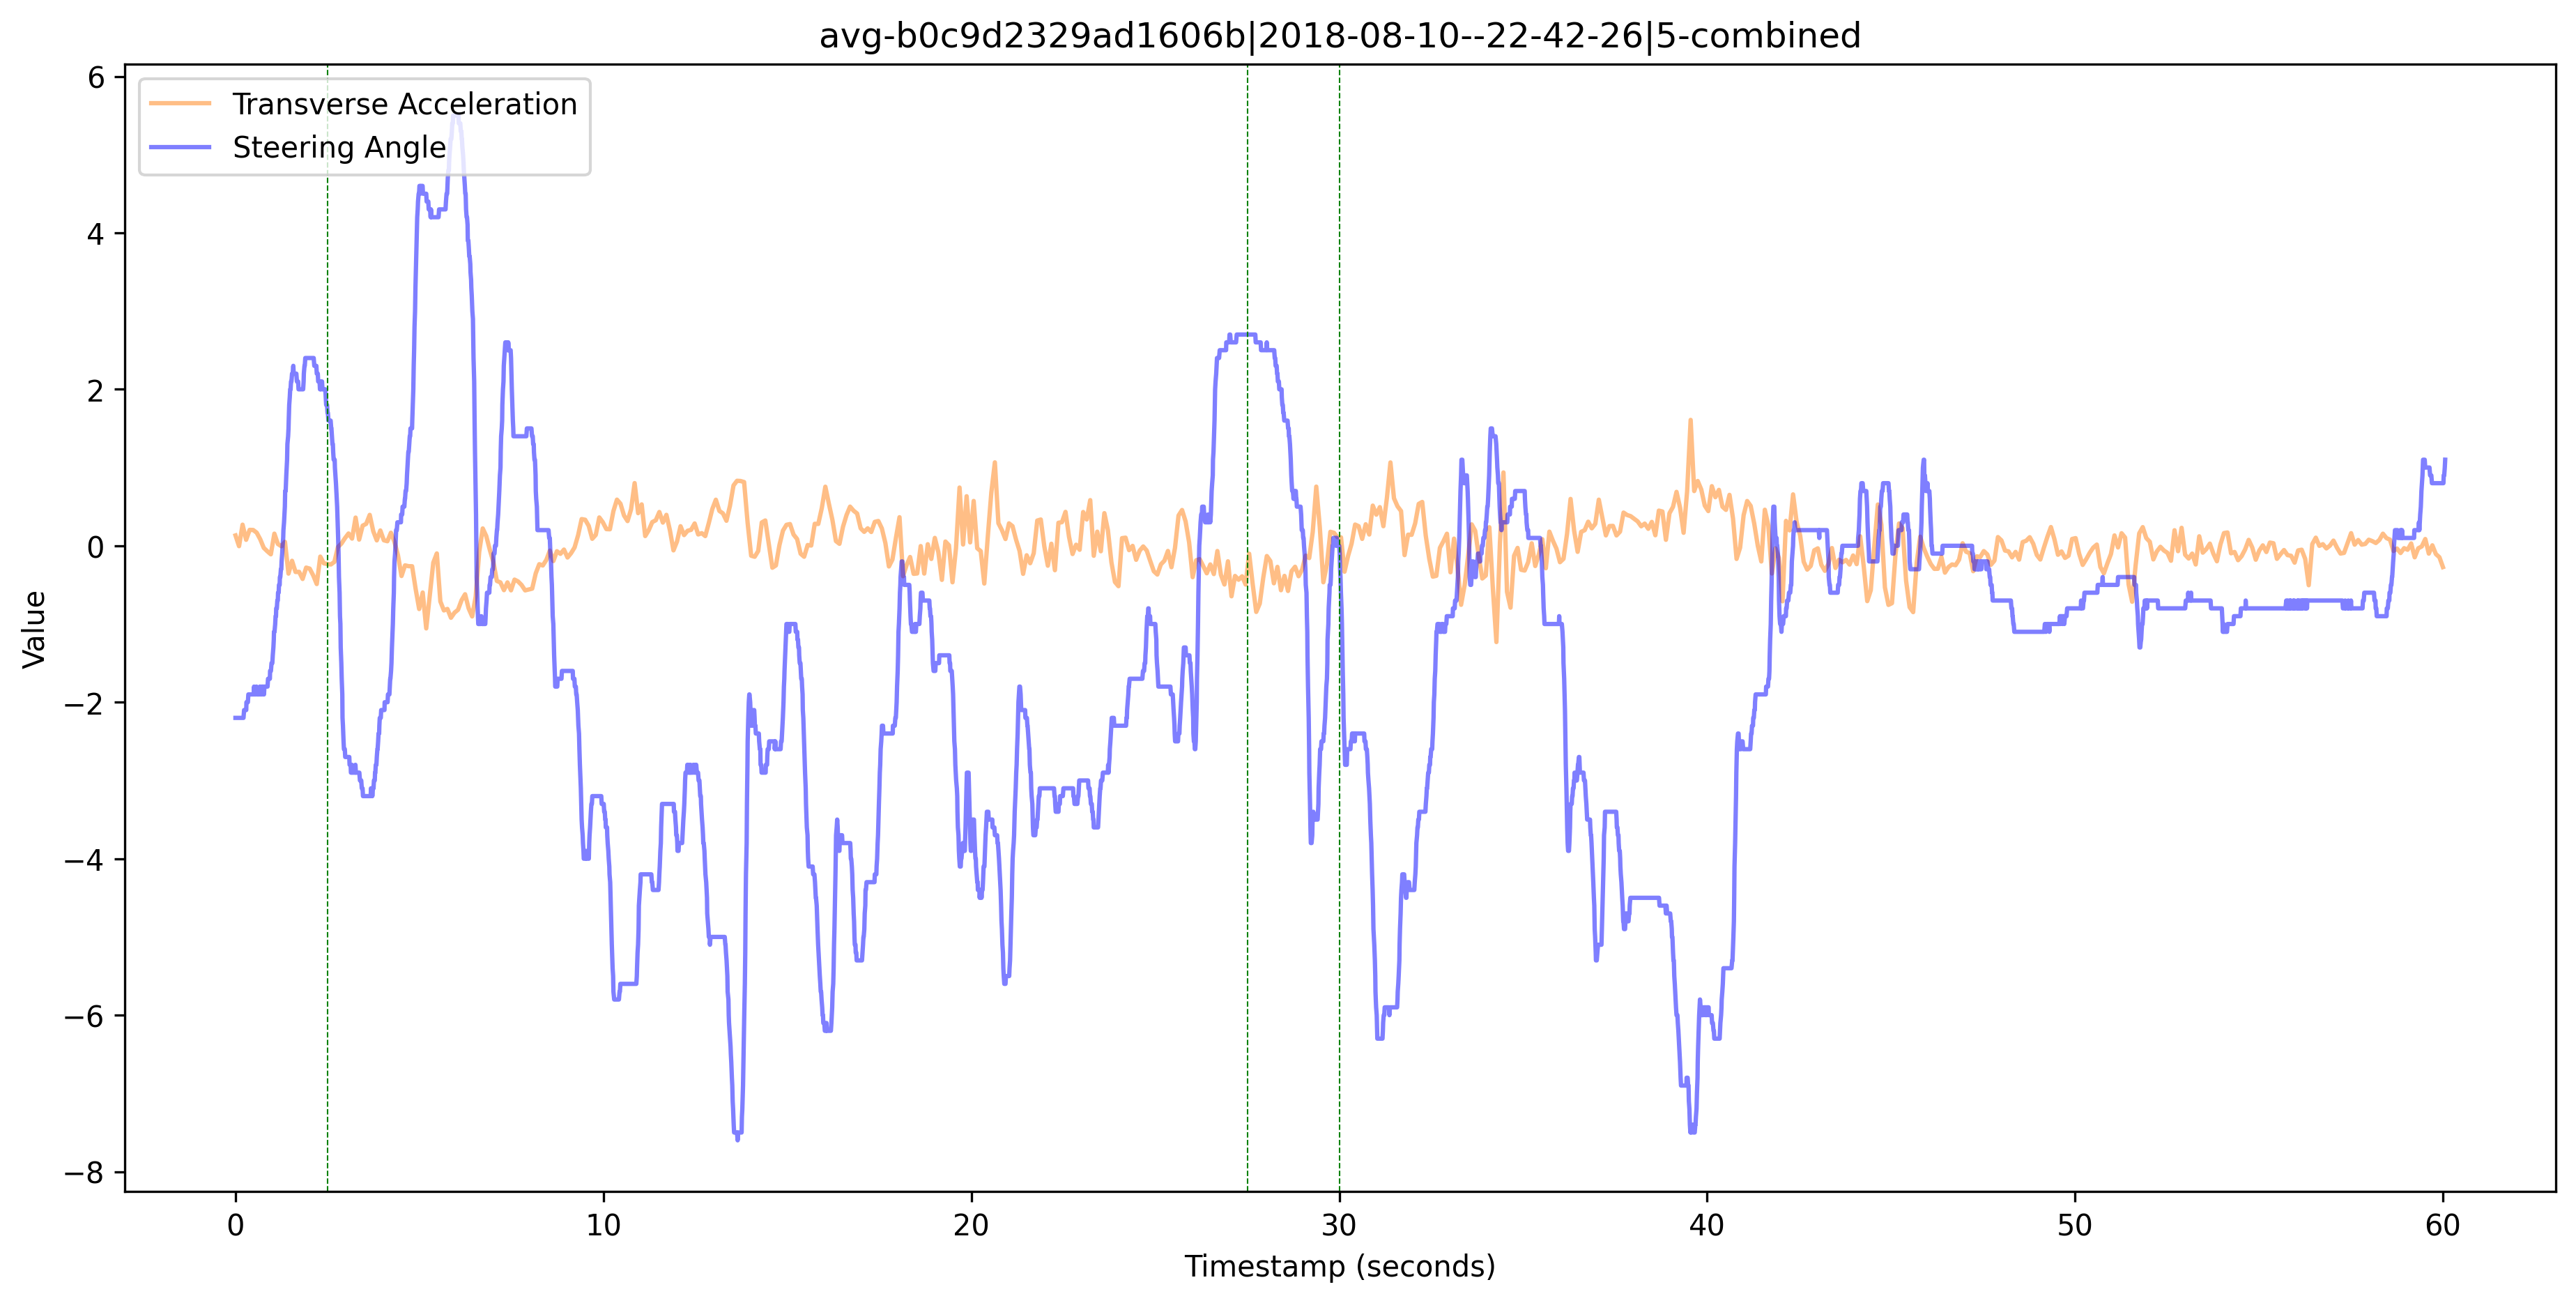 avg-b0c9d2329ad1606b|2018-08-10--22-42-26|5-combined
Transverse Acceleration
Steering Angle
Value
6
4
2
0
−2
−4
−6
−8
0 10 20 30 40 50 60
Timestamp (seconds)